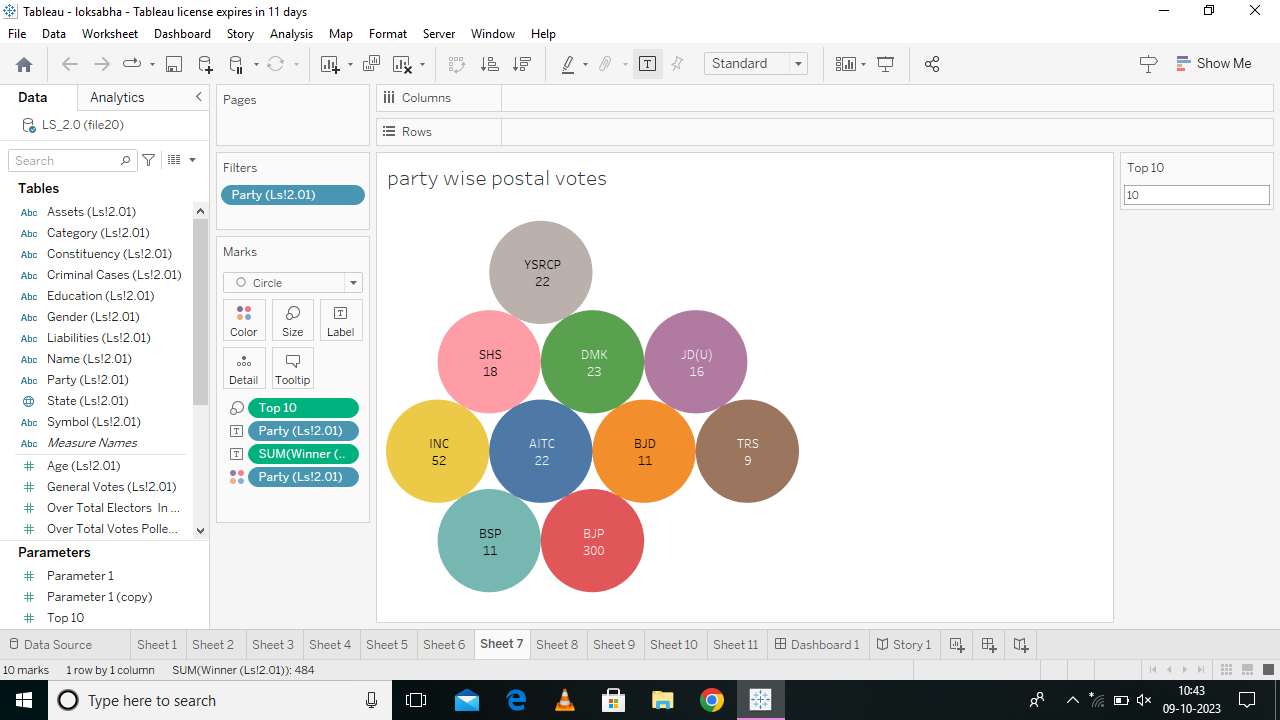 Tableau - loksabha - Tableau license expires in 11 days
File Data Worksheet Dashboard Story Analysis Map Format Server Window Help
Standard
Show Me
Data Analytics
LS_2.0 (file20)
Search
Tables
Abc Assets (Ls!2.01)
Abc Category (Ls!2.01)
Abc Constituency (Ls!2.01)
Abc Criminal Cases (Ls!2.01)
Abc Education (Ls!2.01)
Abc Gender (Ls!2.01)
Abc Liabilities (Ls!2.01)
Abc Name (Ls!2.01)
Abc Party (Ls!2.01)
State (Ls!2.01)
Abc Symbol (Ls!2.01)
Abc Measure Names
Age (Ls!2.01)
General Votes (Ls!2.01)
Over Total Electors In ...
Over Total Votes Polle...
Parameters
Parameter 1
Parameter 1 (copy)
Top 10
Pages
Filters
Party (Ls!2.01)
Marks
Circle
Color Size Label
Detail Tooltip
Top 10
Party (Ls!2.01)
SUM(Winner (..
Party (Ls!2.01)
Columns
Rows
party wise postal votes
YSRCP
22
SHS
18
DMK
23
JD(U)
16
INC
52
AITC
22
BJD
11
TRS
9
BSP
11
BJP
300
Top 10
10
Data Source Sheet 1 Sheet 2 Sheet 3 Sheet 4 Sheet 5 Sheet 6 Sheet 7 Sheet 8 Sheet 9 Sheet 10 Sheet 11 Dashboard 1 Story 1
10 marks 1 row by 1 column SUM(Winner (Ls!2.01)): 484
Type here to search
10:43
09-10-2023